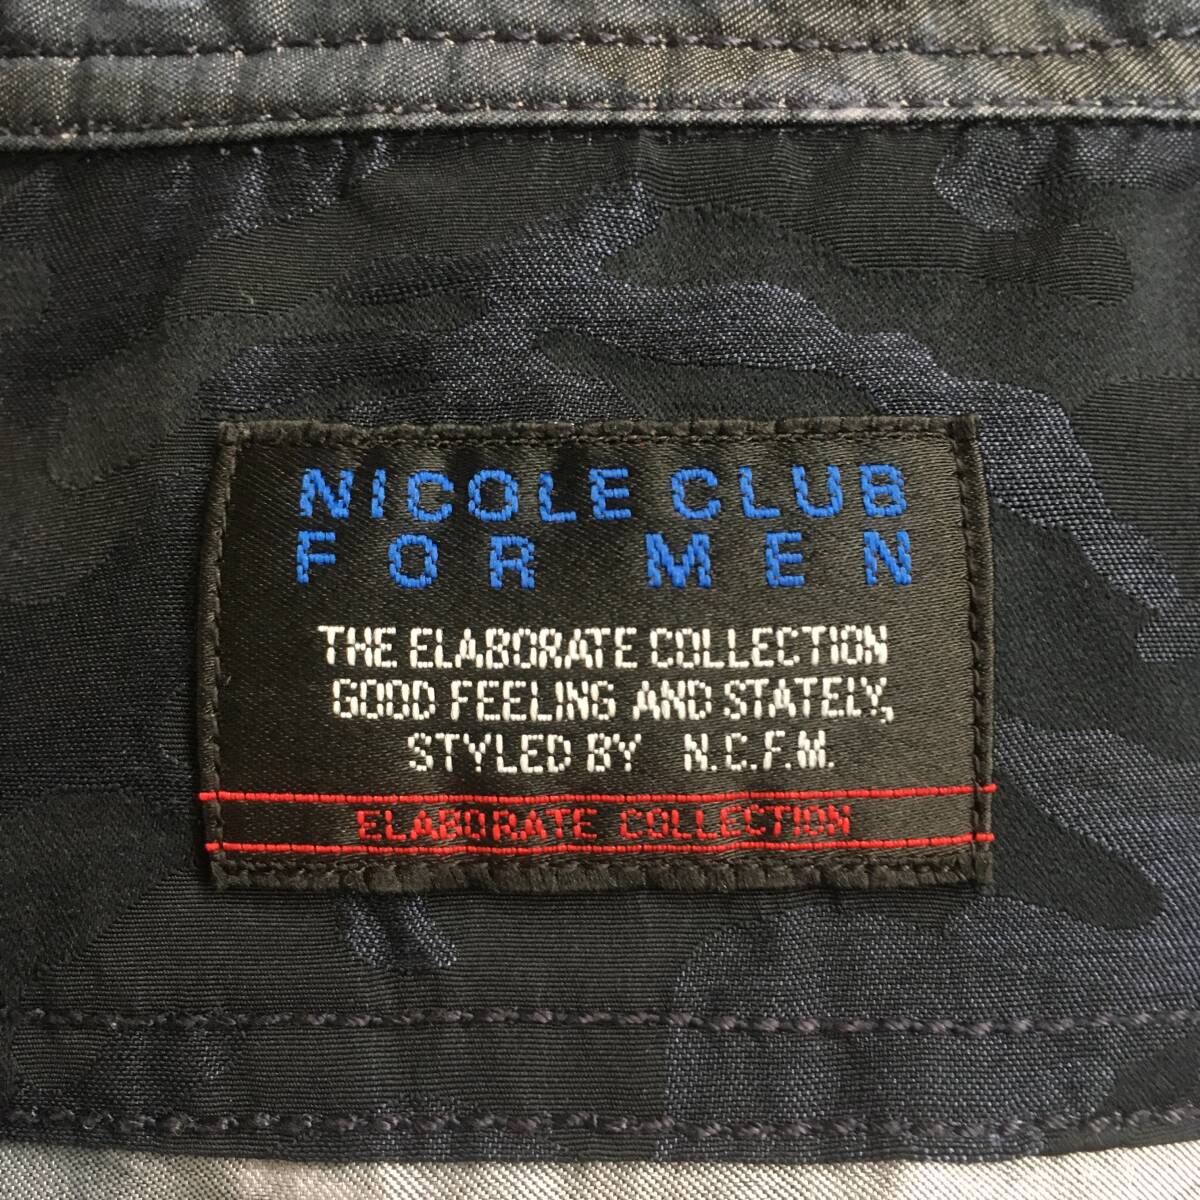 NICOLE CLUB
FOR MEN
THE ELABORATE COLLECTION
GOOD FEELING AND STATELY,
STYLED BY N.C.F.M.
ELABORATE COLLECTION